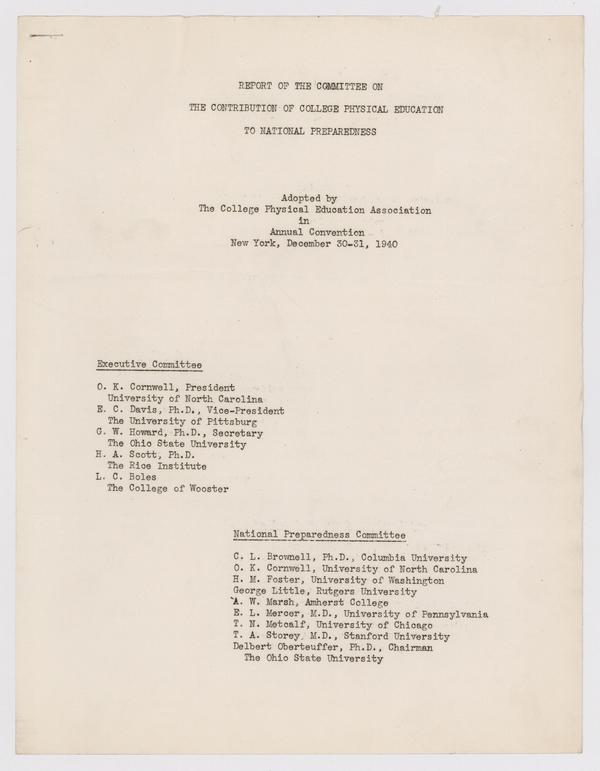 REPORT OF THE COMMITTEE ON
THE CONTRIBUTION OF COLLEGE PHYSICAL EDUCATION
TO NATIONAL PREPAREDNESS
Adopted by
The College Physical Education Association
in
Annual Convention
New York, December 30-31, 1940
Executive Committee
O. K. Cornwell, President
University of North Carolina
E. C. Davis, Ph.D., Vice-President
The University of Pittsburg
G. W. Howard, Ph.D., Secretary
The Ohio State University
H. A. Scott, Ph.D.
The Rice Institute
L. C. Boles
The College of Wooster
National Preparedness Committee
C. L. Brownell, Ph.D., Columbia University
O. K. Cornwell, University of North Carolina
H. M. Foster, University of Washington
George Little, Rutgers University
A. W. Marsh, Amherst College
E. L. Mercer, M.D., University of Pennsylvania
T. N. Metcalf, University of Chicago
T. A. Storey, M.D., Stanford University
Delbert Oberteuffer, Ph.D., Chairman
The Ohio State University